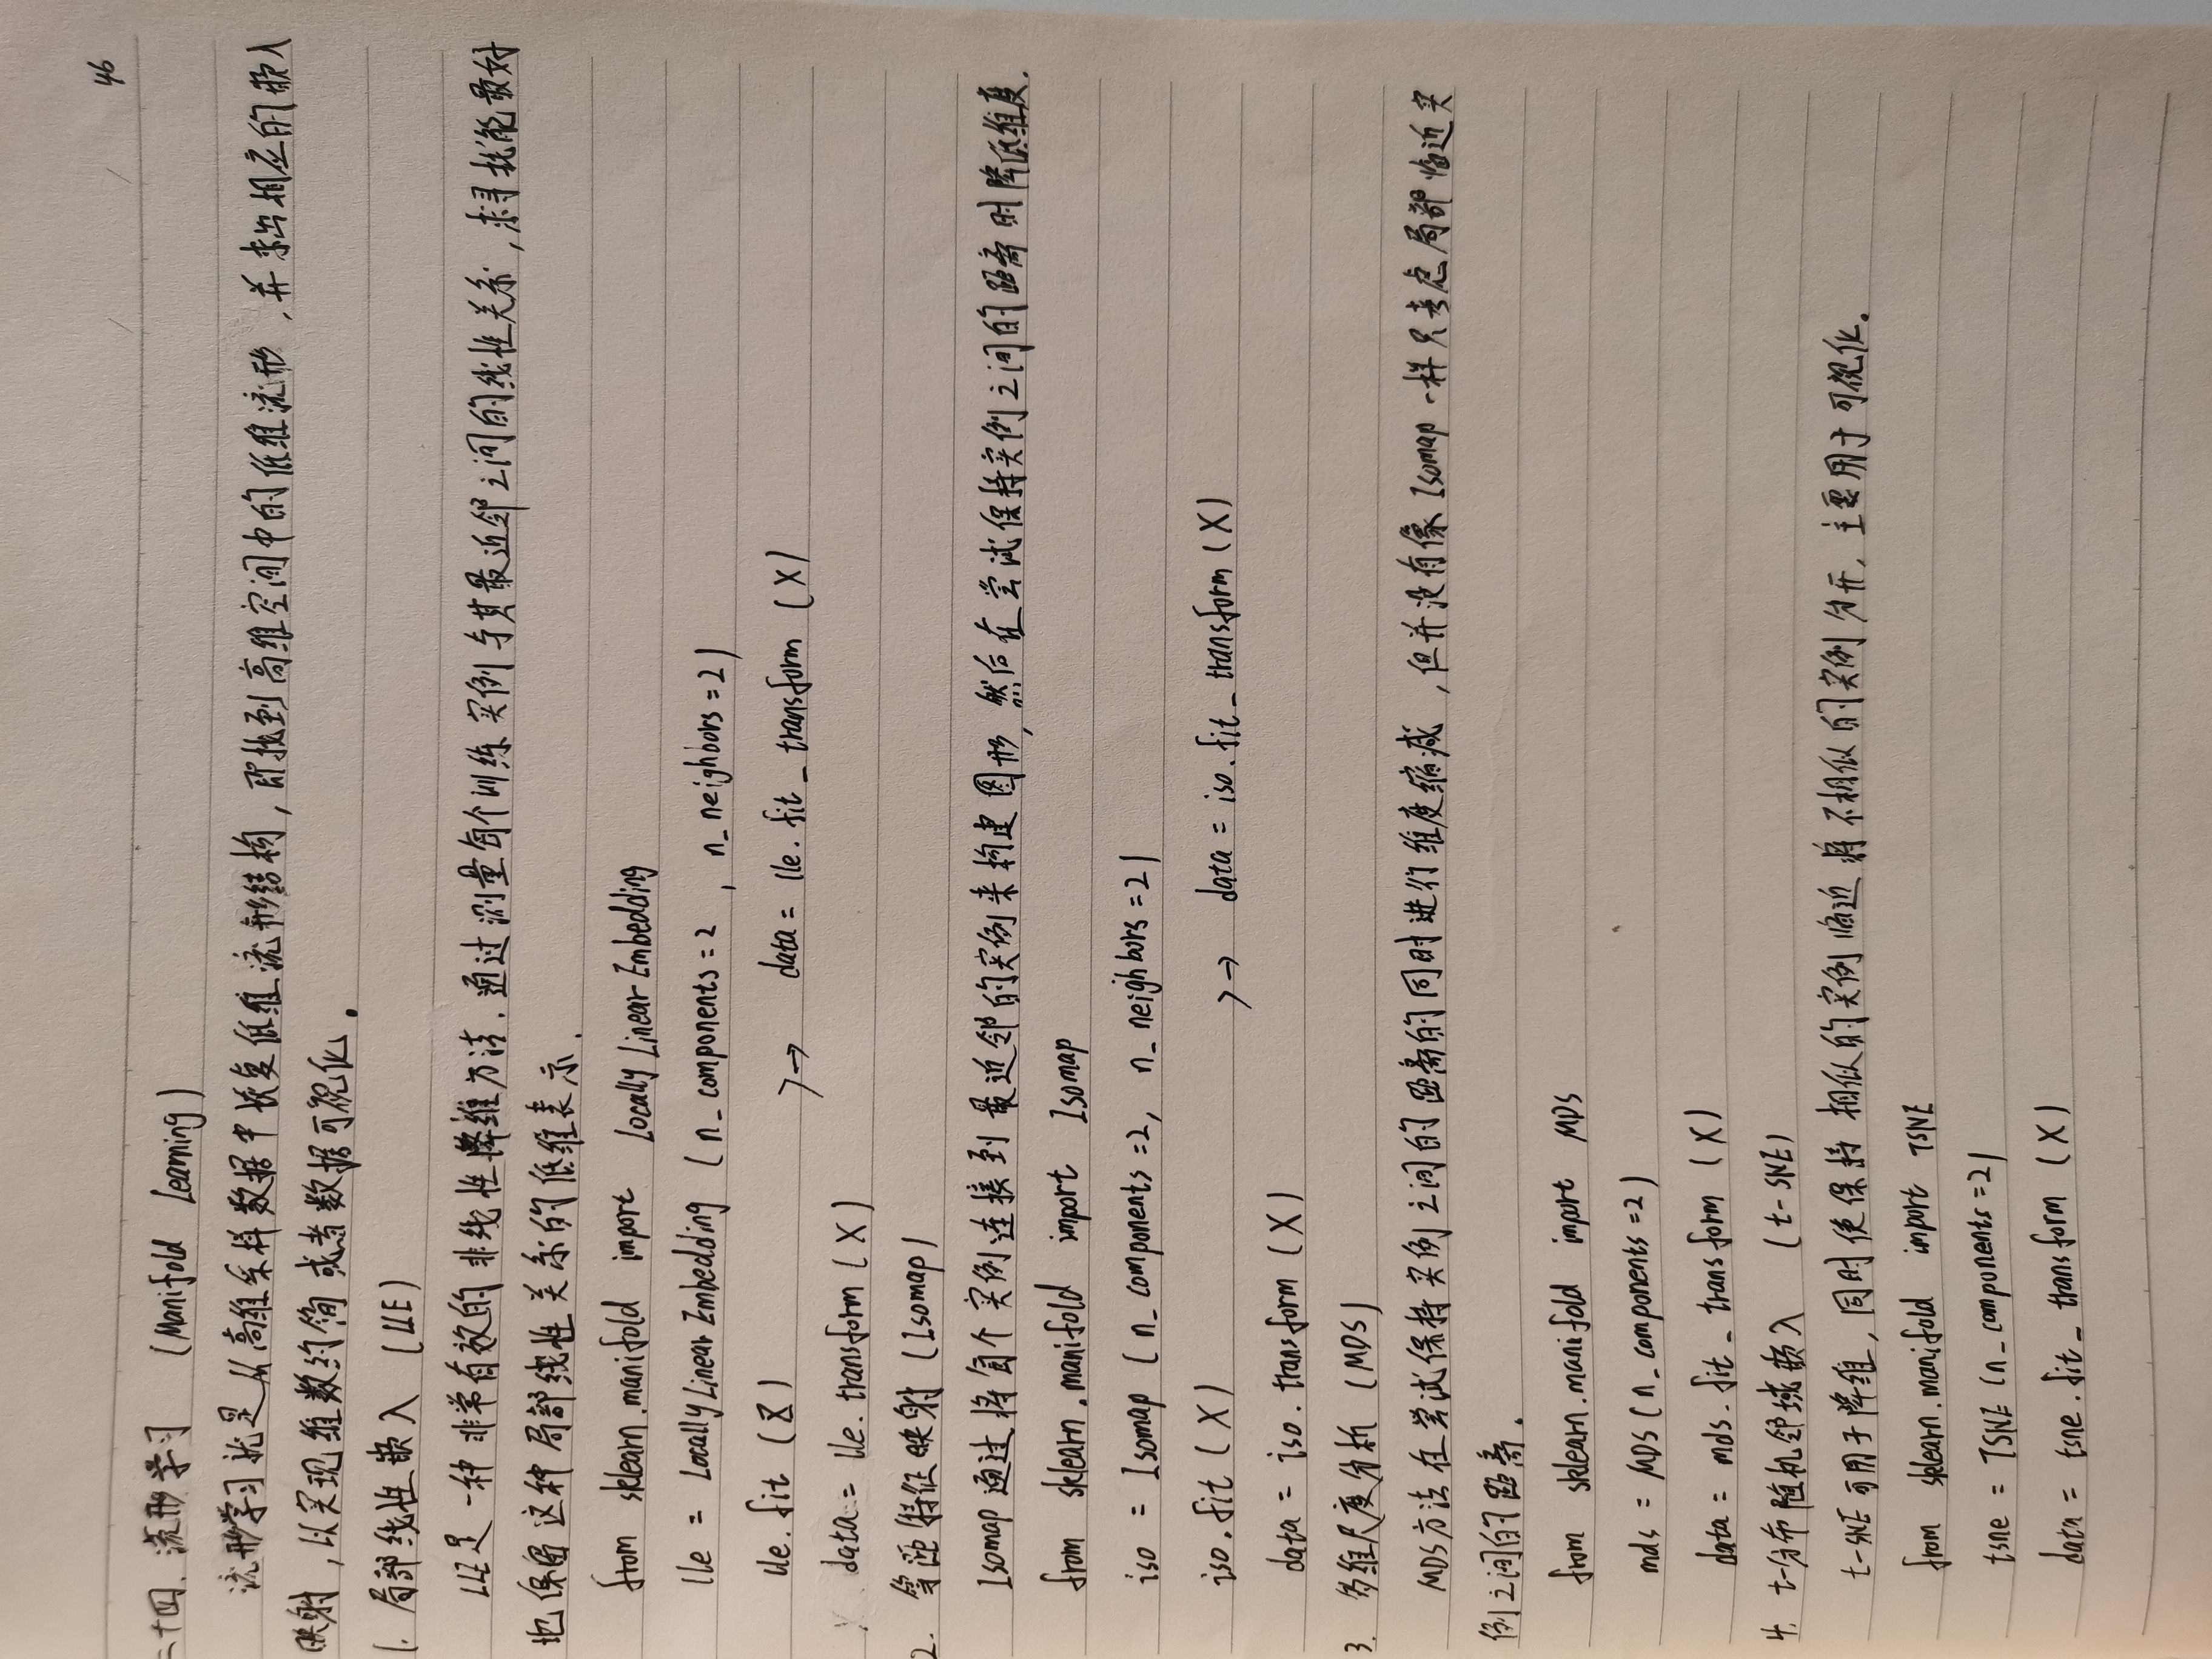 46
二十四、流形学习 (Manifold Learning)
流形学习就是从高维采样数据中恢复低维流形结构，即找到高维空间中的低维流形，并求出相应的嵌入
映射，以实现维数约简或者数据可视化。
1. 局部线性嵌入 (LLE)
LLE是一种非常有效的非线性降维方法，通过测量每个训练实例与其最近邻之间的线性关系，来寻找能最好
地保留这种局部线性关系的低维表示.
from sklearn.manifold import Locally Linear Embedding
lle = Locally Linear Embedding (n_components=2, n_neighbors=2)
lle.fit (X) >→ data = lle.fit_transform (X)
data = lle.transform (X)
2. 等距特征映射 (Isomap)
Isomap通过将每个实例连接到最近邻的实例来构建图形, 然后在尝试保持实例之间的距离时降低维度.
from sklearn.manifold import Isomap
iso = Isomap (n_components=2, n_neighbors=2)
iso.fit (X) >→ data = iso.fit_transform (X)
data = iso.transform (X)
3. 多维尺度分析 (MDS)
MDS方法在尝试保持实例之间的距离的同时进行维度缩减，但并没有像Isomap一样只考虑局部临近实
例之间的距离.
from sklearn.manifold import MDS
mds = MDS (n_components=2)
data = mds.fit_transform (X)
4. t-分布随机邻域嵌入 (t-SNE)
t-SNE可用于降维，同时使保持相似的实例临近，将不相似的实例分开，主要用于可视化。
from sklearn.manifold import TSNE
tsne = TSNE (n_components=2)
data = tsne.fit_transform (X)